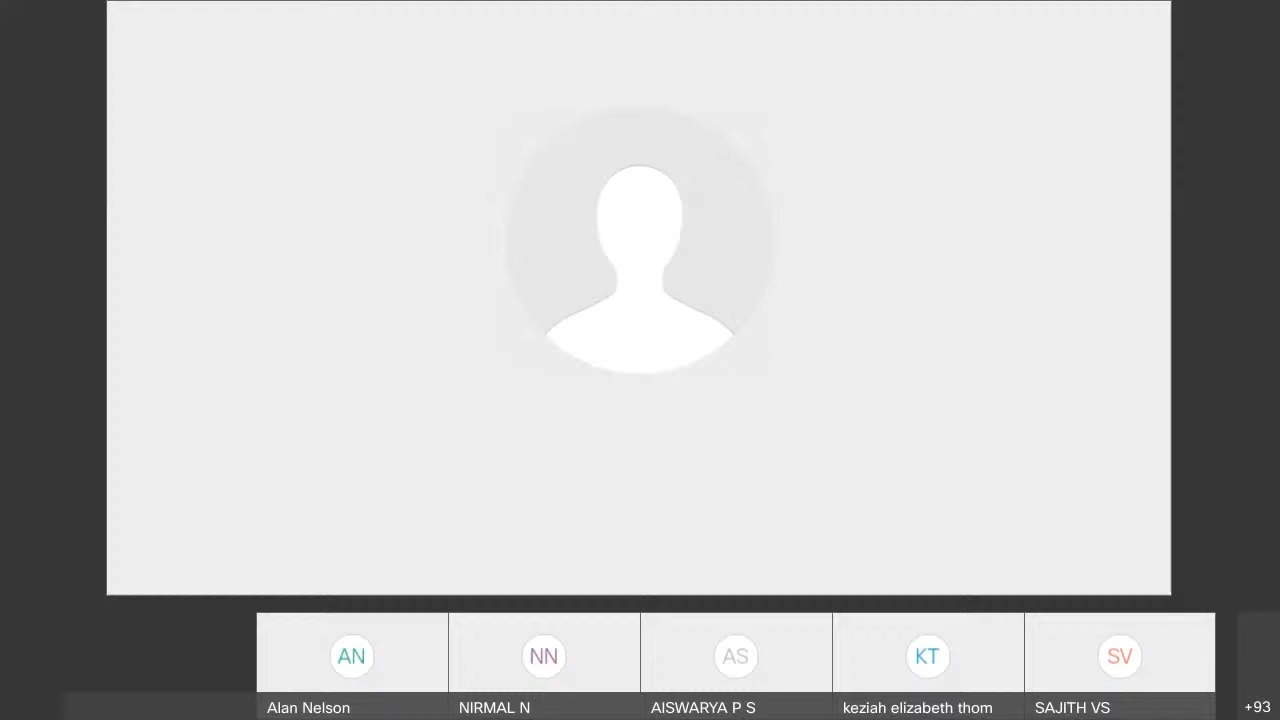 AN
NN
AS
KT
SV
Alan Nelson
NIRMAL N
AISWARYA P S
keziah elizabeth thom
SAJITH VS
+93